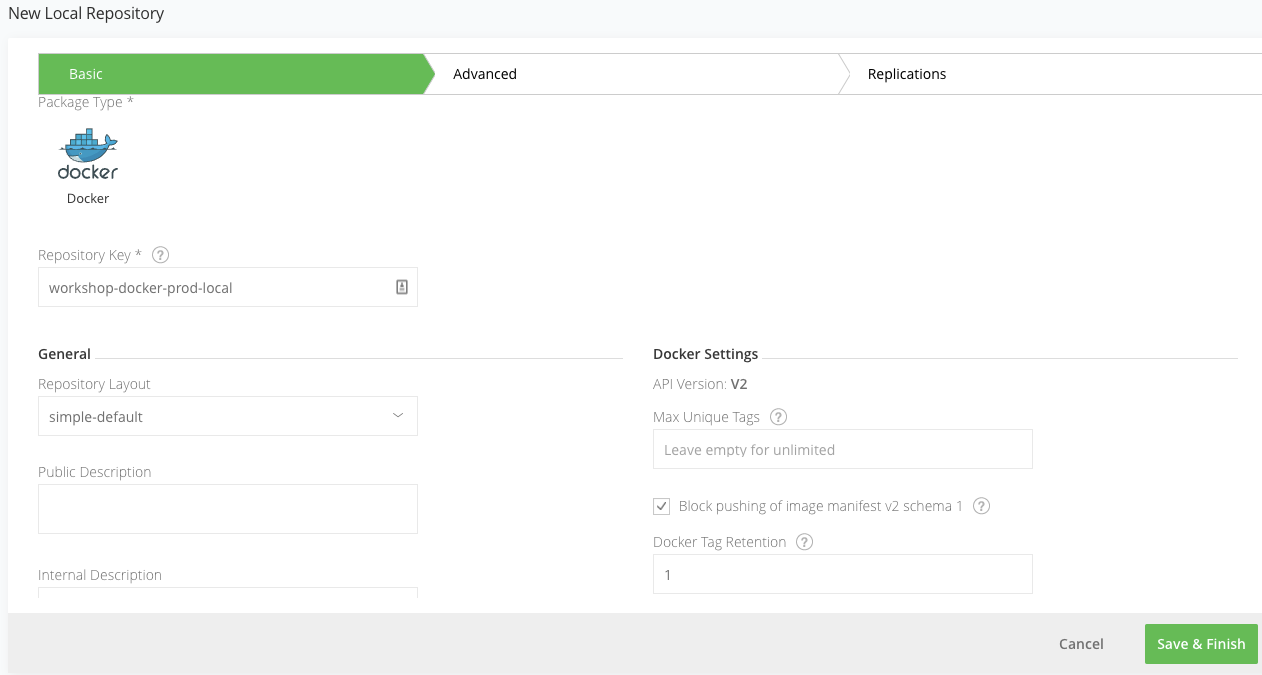 New Local Repository
Basic
Advanced
Replications
Package Type *
docker
Docker
Repository Key * ?
workshop-docker-prod-local
General
Repository Layout
simple-default
Public Description
Internal Description
Docker Settings
API Version: V2
Max Unique Tags ?
Leave empty for unlimited
Block pushing of image manifest v2 schema 1 ?
Docker Tag Retention ?
1
Cancel
Save & Finish